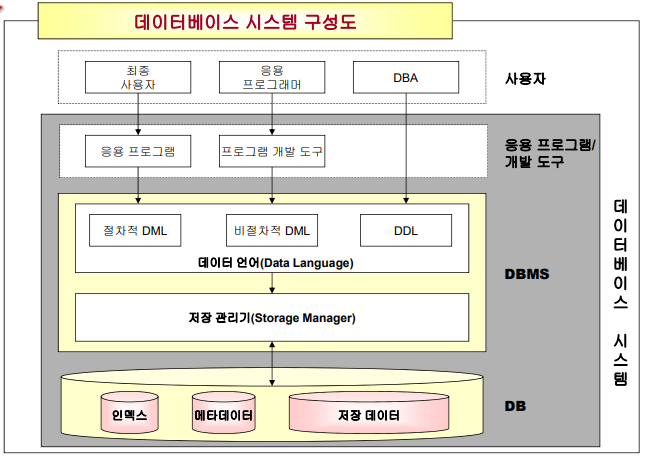 데이터베이스 시스템 구성도
최종
사용자
응용
프로그래머
DBA
사용자
응용 프로그램
프로그램 개발 도구
응용 프로그램/
개발 도구
절차적 DML
비절차적 DML
DDL
데이터 언어(Data Language)
저장 관리기(Storage Manager)
DBMS
인덱스
메타데이터
저장 데이터
DB
데이터베이스 시스템